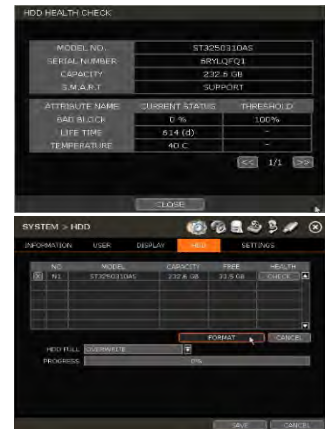 HDD HEALTH CHECK
MODEL NO. ST3250310AS
SERIAL NUMBER 6RYLQFQ1
CAPACITY 232.8 GB
S.M.A.R.T SUPPORT
ATTRIBUTE NAME CURRENT STATUS THRESHOLD
BAD BLOCK 0 % 100%
LIFE TIME 614 (d) -
TEMPERATURE 40 C -
<< 1/1 >>
CLOSE
SYSTEM > HDD
INFORMATION USER DISPLAY HDD SETTINGS
NO MODEL CAPACITY FREE HEALTH
N1 ST3250310AS 232.8 GB CHECK
FORMAT CANCEL
HDD FULL OVERWRITE
PROGRESS 0%
SAVE CANCEL